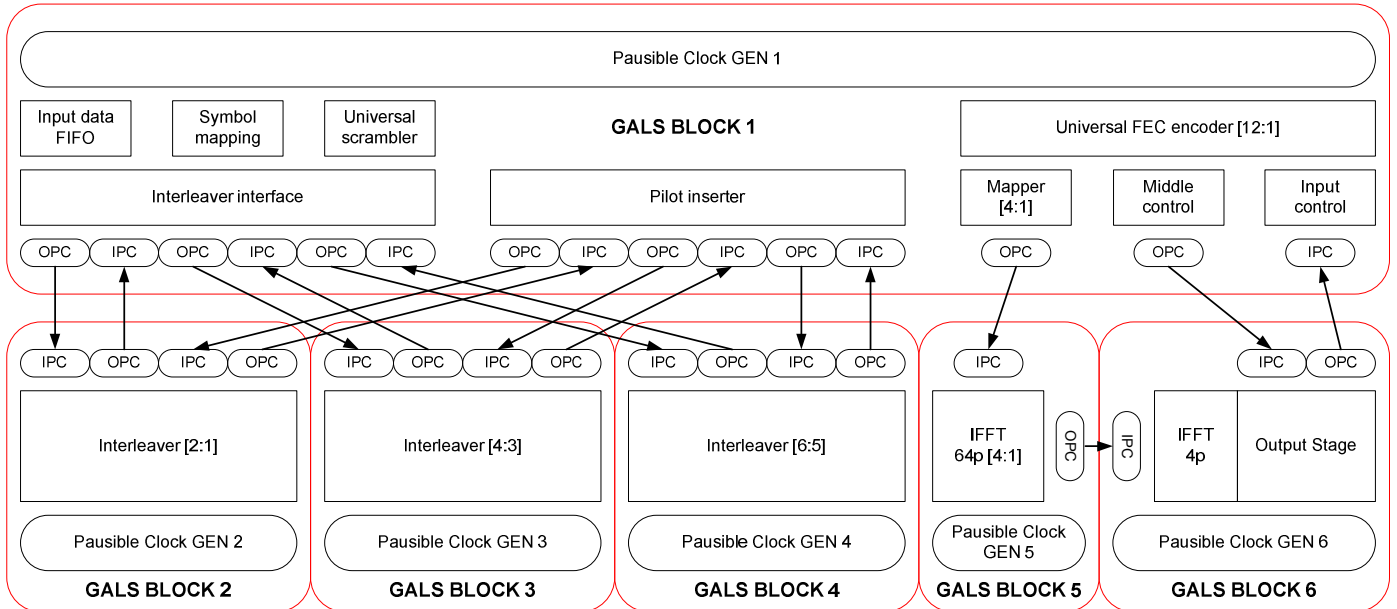 Pausible Clock GEN 1
Input data
FIFO
Symbol
mapping
Universal
scrambler
GALS BLOCK 1
Universal FEC encoder [12:1]
Interleaver interface
Pilot inserter
Mapper
[4:1]
Middle
control
Input
control
OPC IPC OPC IPC OPC IPC
OPC IPC OPC IPC OPC IPC
OPC
OPC
IPC
IPC OPC IPC OPC
IPC OPC IPC OPC
IPC OPC IPC OPC
IPC
IPC OPC
Interleaver [2:1]
Interleaver [4:3]
Interleaver [6:5]
IFFT
64p [4:1]
OPC
IPC
IFFT
4p
Output Stage
Pausible Clock GEN 2
Pausible Clock GEN 3
Pausible Clock GEN 4
Pausible Clock
GEN 5
Pausible Clock GEN 6
GALS BLOCK 2
GALS BLOCK 3
GALS BLOCK 4
GALS BLOCK 5
GALS BLOCK 6